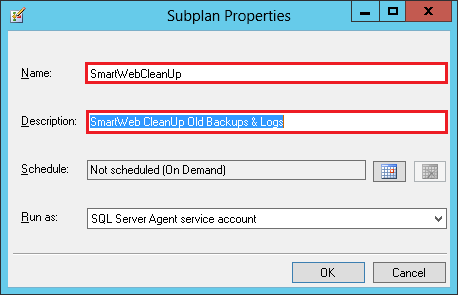 Subplan Properties
Name: SmartWebCleanUp
Description: SmartWeb CleanUp Old Backups & Logs
Schedule: Not scheduled (On Demand)
Run as: SQL Server Agent service account
OK Cancel